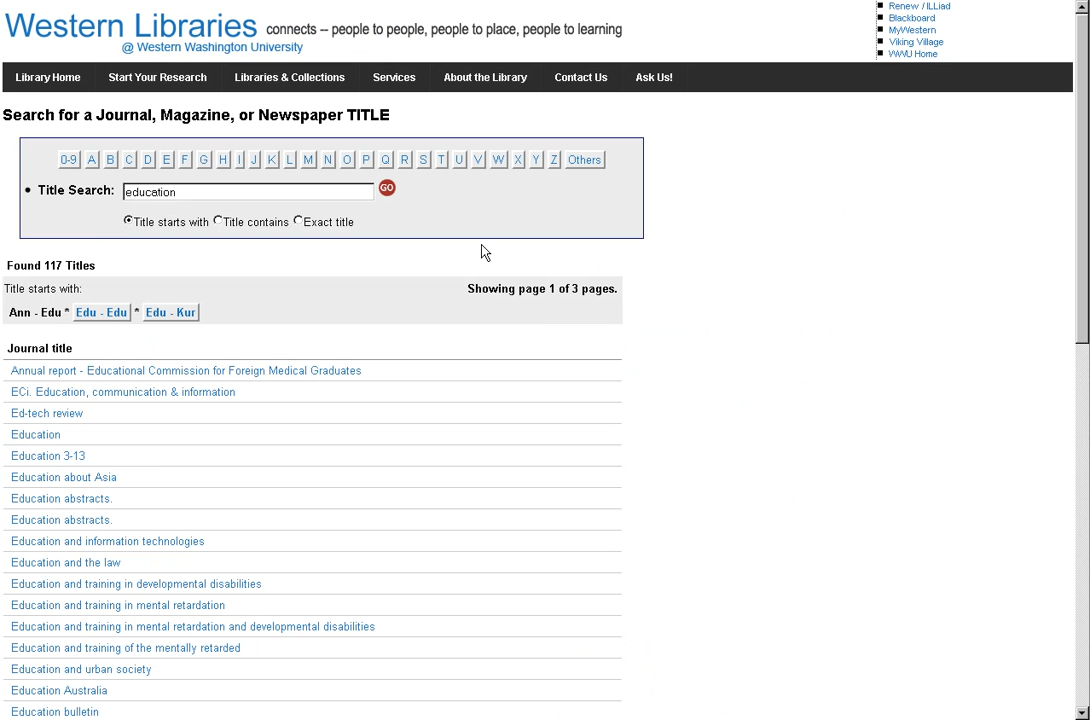 Western Libraries connects -- people to people, people to place, people to learning
@ Western Washington University
Renew / ILLiad
Blackboard
MyWestern
Viking Village
WWU Home
Library Home Start Your Research Libraries & Collections Services About the Library Contact Us Ask Us!
Search for a Journal, Magazine, or Newspaper TITLE
0-9 A B C D E F G H I J K L M N O P Q R S T U V W X Y Z Others
• Title Search: education GO
Title starts with Title contains Exact title
Found 117 Titles
Title starts with: Showing page 1 of 3 pages.
Ann - Edu * Edu - Edu * Edu - Kur
Journal title
Annual report - Educational Commission for Foreign Medical Graduates
ECi. Education, communication & information
Ed-tech review
Education
Education 3-13
Education about Asia
Education abstracts.
Education abstracts.
Education and information technologies
Education and the law
Education and training in developmental disabilities
Education and training in mental retardation
Education and training in mental retardation and developmental disabilities
Education and training of the mentally retarded
Education and urban society
Education Australia
Education bulletin